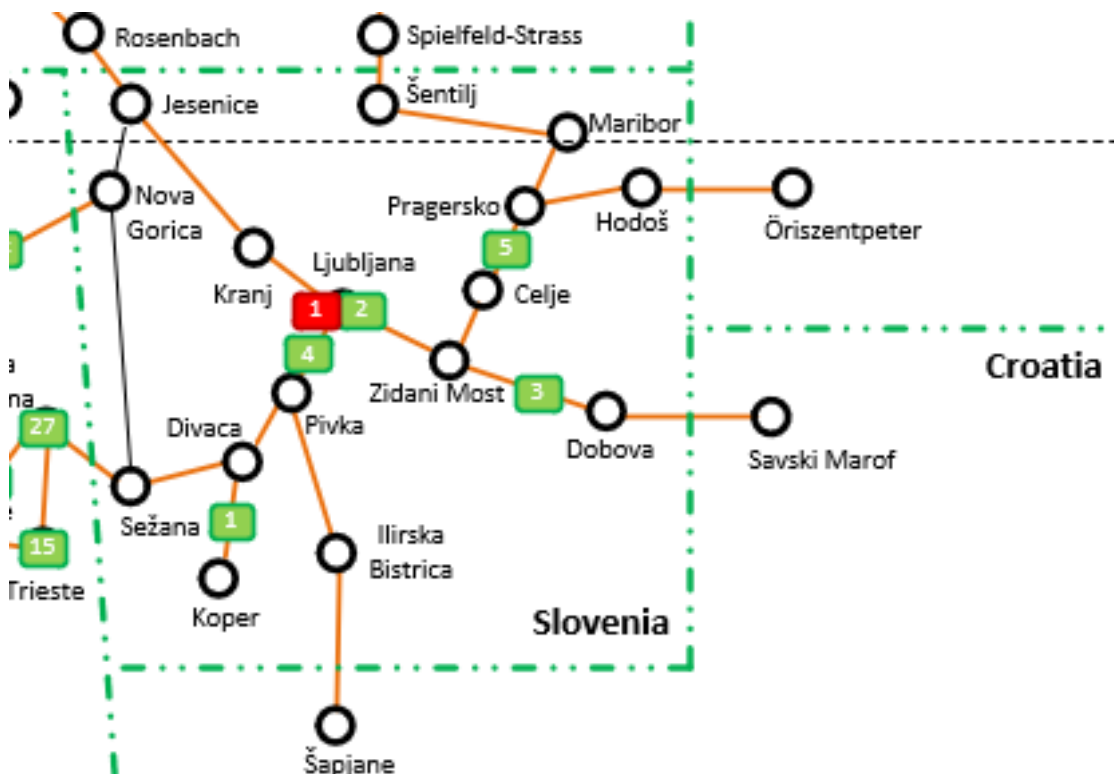 Rosenbach
Spielfeld-Strass
Jesenice
Šentilj
Maribor
Nova
Gorica
Pragersko
Hodoš
Öriszentpeter
5
Ljubljana
Kranj
Celje
1
2
4
Croatia
Zidani Most
3
27
Divaca
Pivka
Dobova
Savski Marof
Sežana
1
15
Ilirska
Bistrica
Trieste
Koper
Slovenia
Šapjane